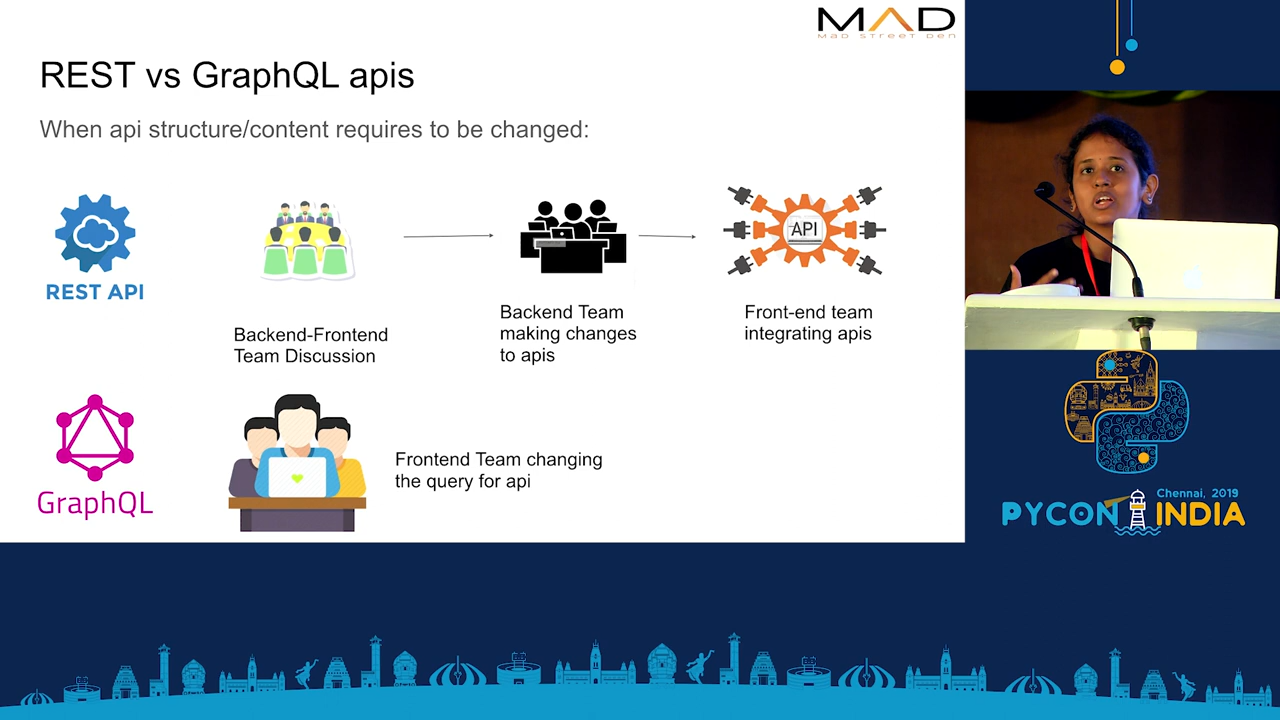 MAD
MAD STREET DEN
REST vs GraphQL apis
When api structure/content requires to be changed:
REST API
Backend-Frontend
Team Discussion
Backend Team
making changes
to apis
API
Front-end team
integrating apis
GraphQL
Frontend Team changing
the query for api
Chennai, 2019
PYCON INDIA